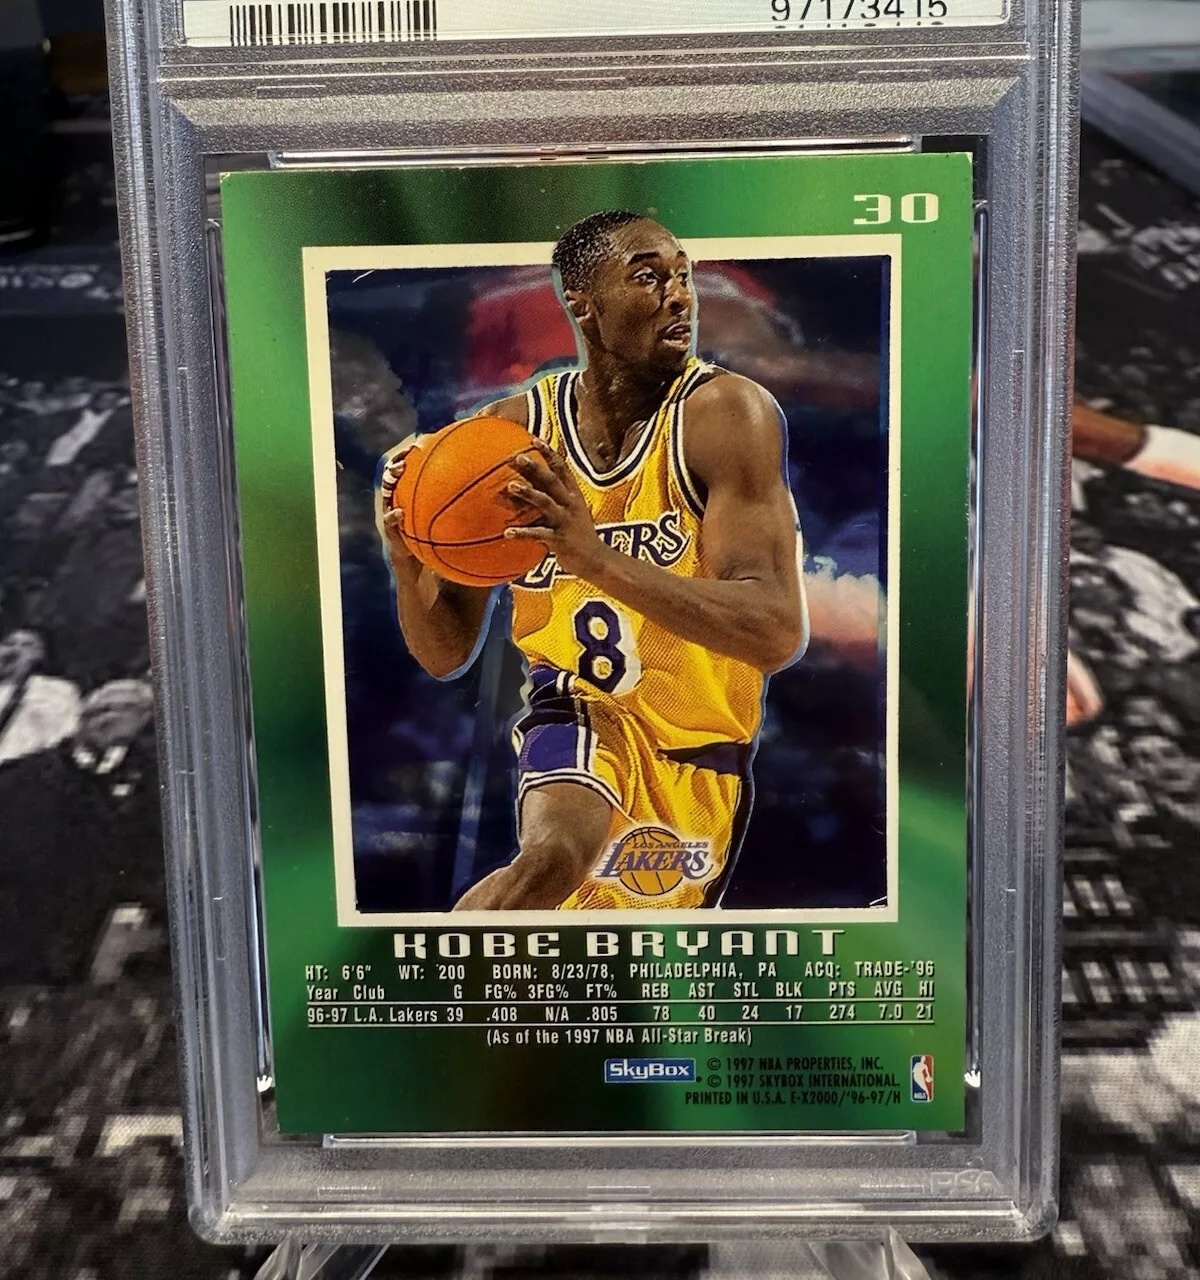 97173415
30
LAKERS
8
LOS ANGELES
LAKERS
KOBE BRYANT
HT: 6'6" WT: '200 BORN: 8/23/78, PHILADELPHIA, PA ACQ: TRADE-'96
Year Club G FG% 3FG% FT% REB AST STL BLK PTS AVG HI
96-97 L.A. Lakers 39 .408 N/A .805 78 40 24 17 274 7.0 21
(As of the 1997 NBA All-Star Break)
SkyBox © 1997 NBA PROPERTIES, INC.
© 1997 SKYBOX INTERNATIONAL.
PRINTED IN U.S.A. E-X2000/'96-97/H
NBA
PSA